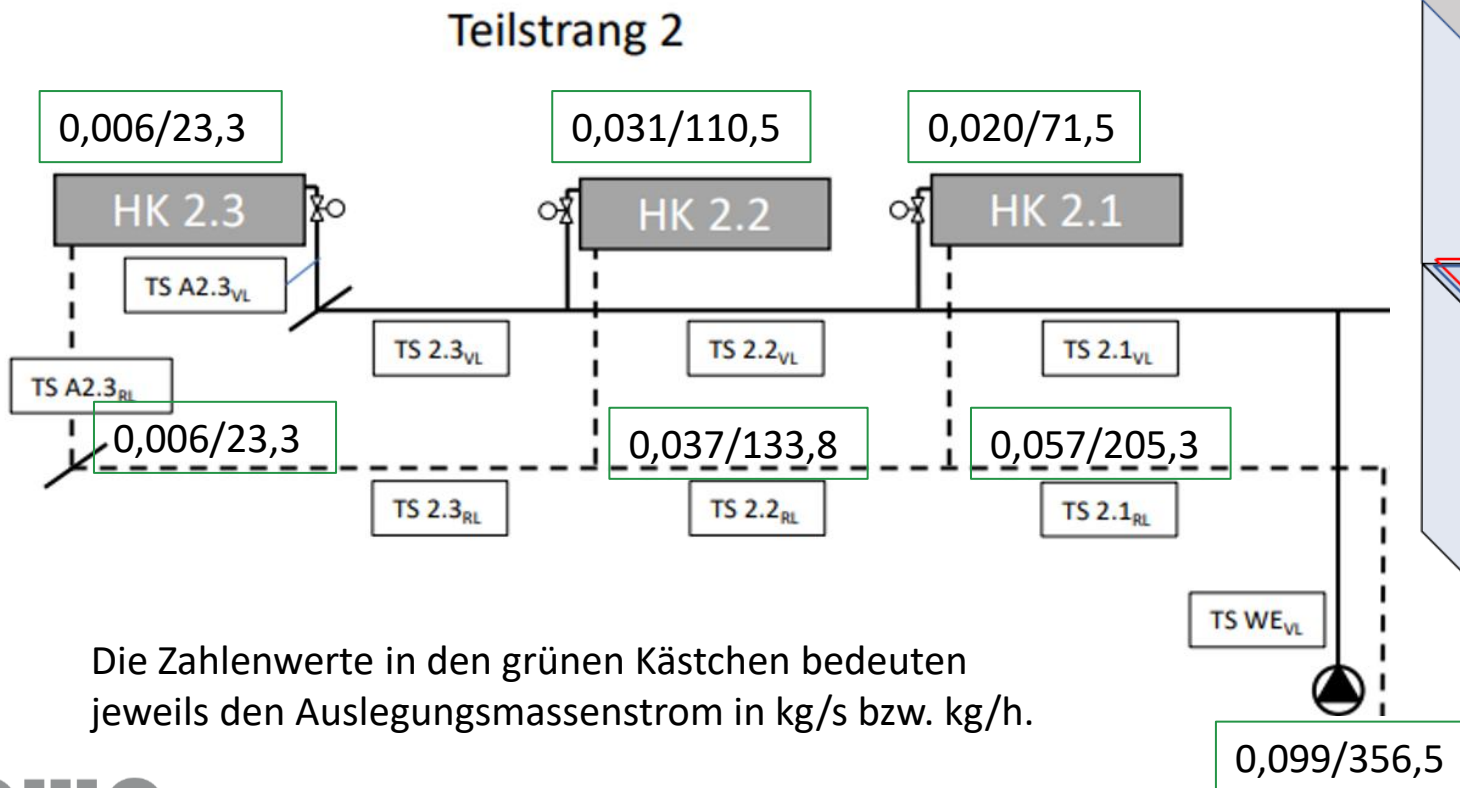 Teilstrang 2
0,006/23,3
0,031/110,5
0,020/71,5
HK 2.3
HK 2.2
HK 2.1
TS A2.3VL
TS 2.3VL
TS 2.2VL
TS 2.1VL
TS A2.3RL
0,006/23,3
0,037/133,8
0,057/205,3
TS 2.3RL
TS 2.2RL
TS 2.1RL
TS WEVL
Die Zahlenwerte in den grünen Kästchen bedeuten
jeweils den Auslegungsmassenstrom in kg/s bzw. kg/h.
0,099/356,5